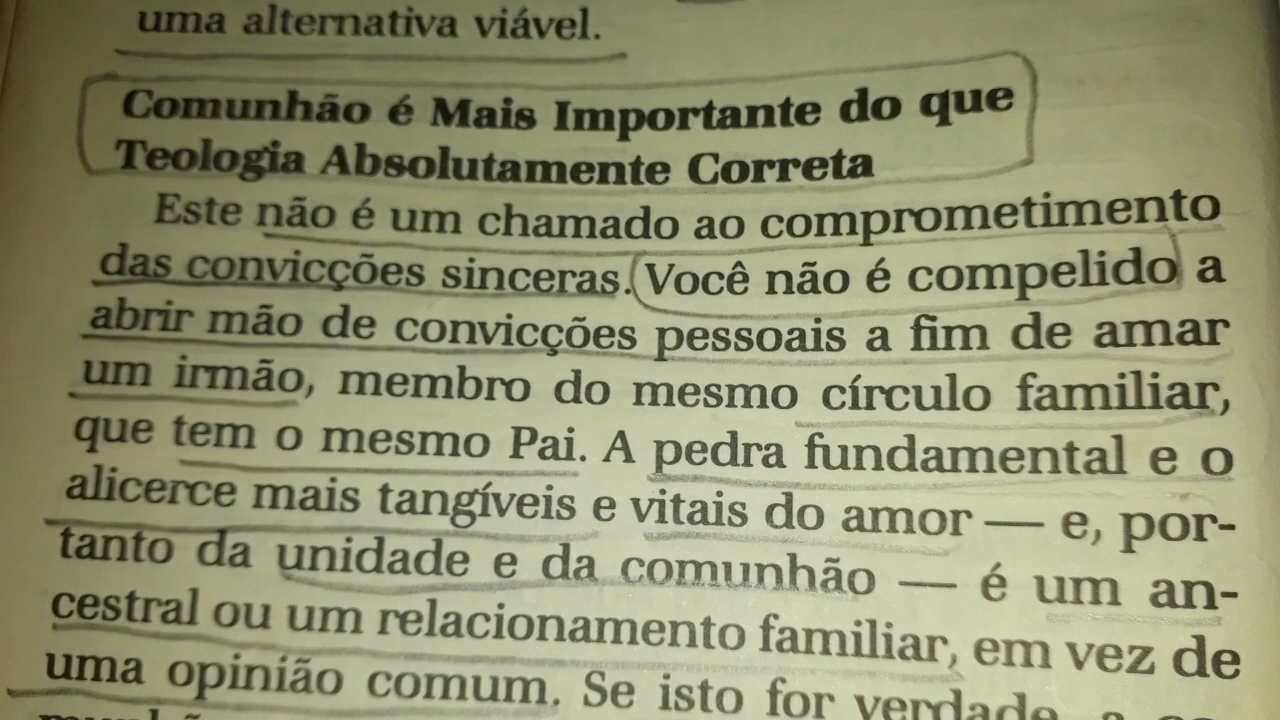 uma alternativa viável.
Comunhão é Mais Importante do que
Teologia Absolutamente Correta
Este não é um chamado ao comprometimento
das convicções sinceras. Você não é compelido a
abrir mão de convicções pessoais a fim de amar
um irmão, membro do mesmo círculo familiar,
que tem o mesmo Pai. A pedra fundamental e o
alicerce mais tangíveis e vitais do amor — e, por-
tanto da unidade e da comunhão — é um an-
cestral ou um relacionamento familiar, em vez de
uma opinião comum. Se isto for verdade, a